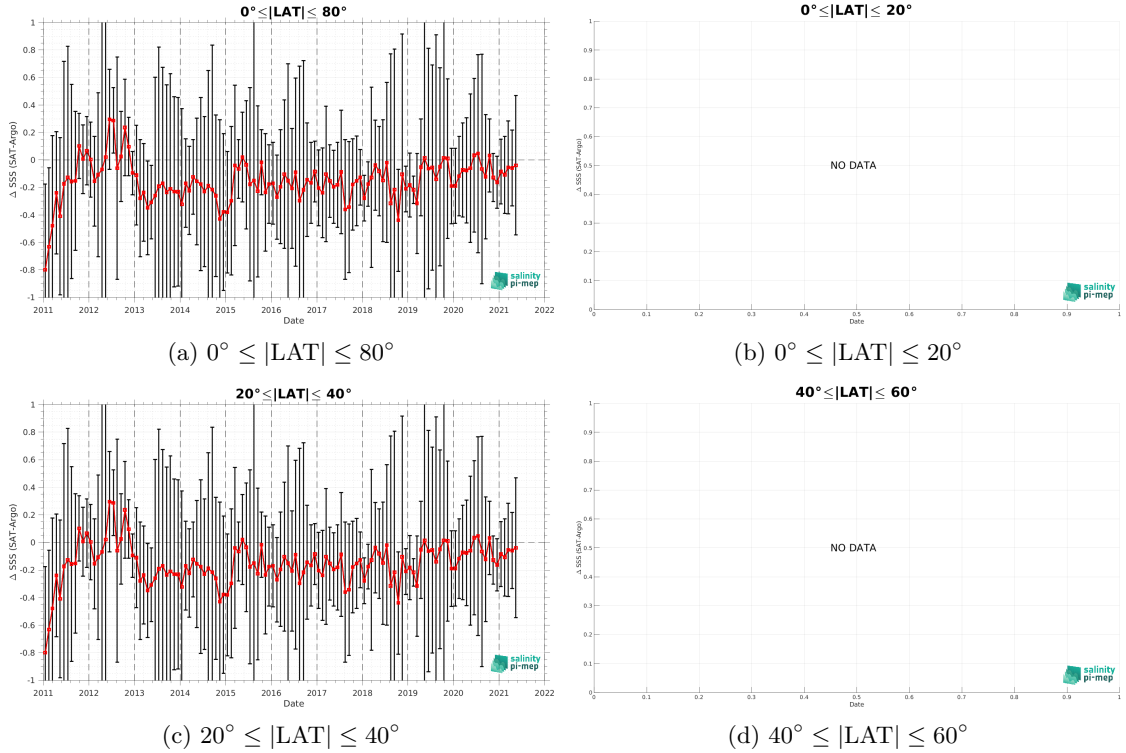 0°≤|LAT|≤ 80°
1
0.8
0.6
0.4
0.2
0
-0.2
-0.4
-0.6
-0.8
-1
Δ SSS (SAT-Argo)
2011 2012 2013 2014 2015 2016 2017 2018 2019 2020 2021 2022
Date
salinity
pi-mep
(a) 0° ≤ |LAT| ≤ 80°
0°≤|LAT|≤ 20°
1
0.9
0.8
0.7
0.6
0.5
0.4
0.3
0.2
0.1
0
Δ SSS (SAT-Argo)
NO DATA
0 0.1 0.2 0.3 0.4 0.5 0.6 0.7 0.8 0.9 1
Date
salinity
pi-mep
(b) 0° ≤ |LAT| ≤ 20°
20°≤|LAT|≤ 40°
1
0.8
0.6
0.4
0.2
0
-0.2
-0.4
-0.6
-0.8
-1
Δ SSS (SAT-Argo)
2011 2012 2013 2014 2015 2016 2017 2018 2019 2020 2021 2022
Date
salinity
pi-mep
(c) 20° ≤ |LAT| ≤ 40°
40°≤|LAT|≤ 60°
1
0.9
0.8
0.7
0.6
0.5
0.4
0.3
0.2
0.1
0
Δ SSS (SAT-Argo)
NO DATA
0 0.1 0.2 0.3 0.4 0.5 0.6 0.7 0.8 0.9 1
Date
salinity
pi-mep
(d) 40° ≤ |LAT| ≤ 60°